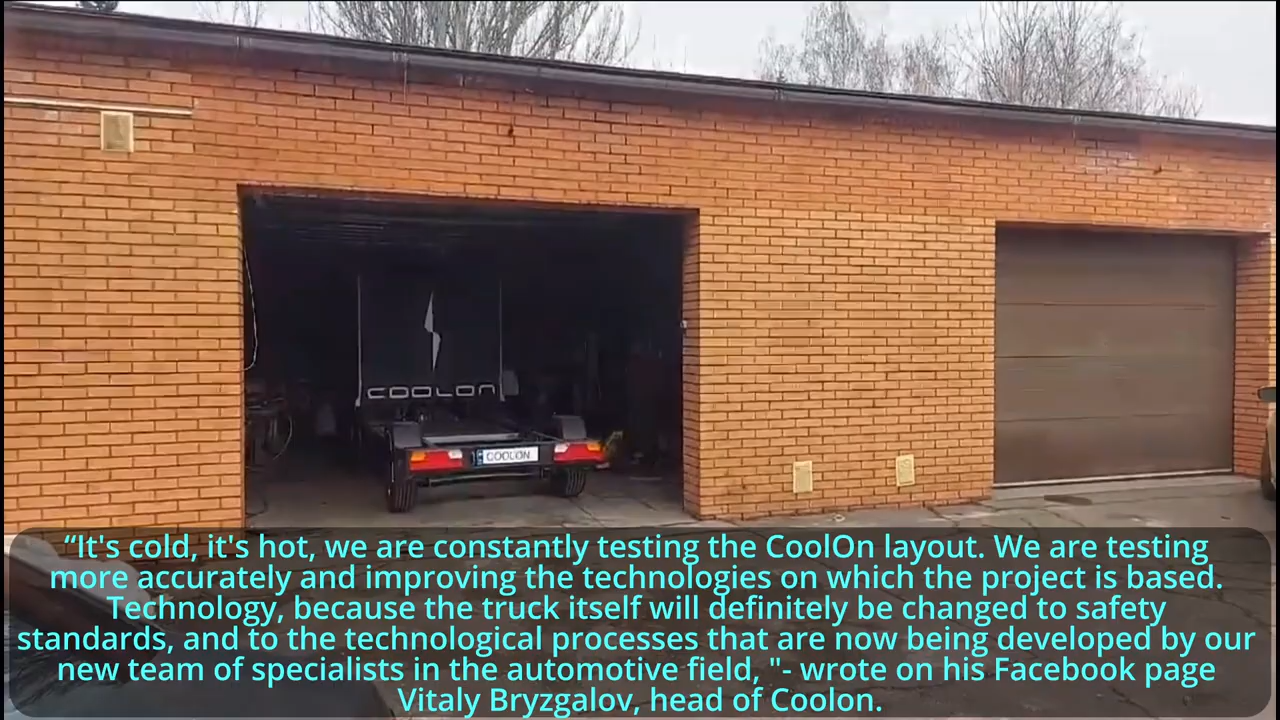 COOLON
COOLON
“It's cold, it's hot, we are constantly testing the CoolOn layout. We are testing
more accurately and improving the technologies on which the project is based.
Technology, because the truck itself will definitely be changed to safety
standards, and to the technological processes that are now being developed by our
new team of specialists in the automotive field, "- wrote on his Facebook page
Vitaly Bryzgalov, head of Coolon.